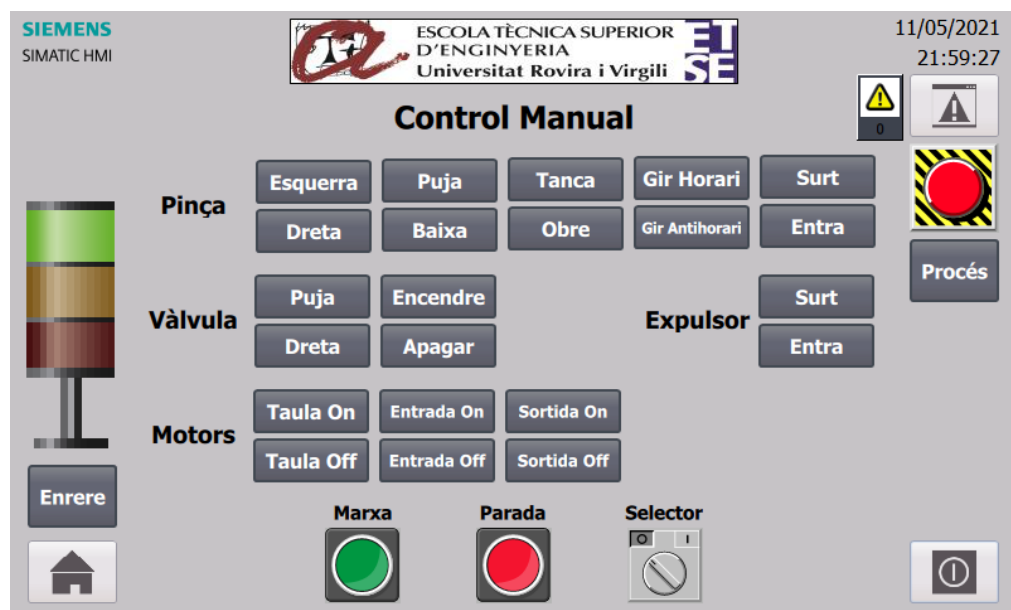 SIEMENS
SIMATIC HMI
ESCOLA TÈCNICA SUPERIOR
D'ENGINYERIA
Universitat Rovira i Virgili
ETSE
11/05/2021
21:59:27
Control Manual
0
Pinça
Esquerra
Puja
Tanca
Gir Horari
Surt
Dreta
Baixa
Obre
Gir Antihorari
Entra
Procés
Vàlvula
Puja
Encendre
Expulsor
Surt
Dreta
Apagar
Entra
Motors
Taula On
Entrada On
Sortida On
Taula Off
Entrada Off
Sortida Off
Enrere
Marxa
Parada
Selector
O I